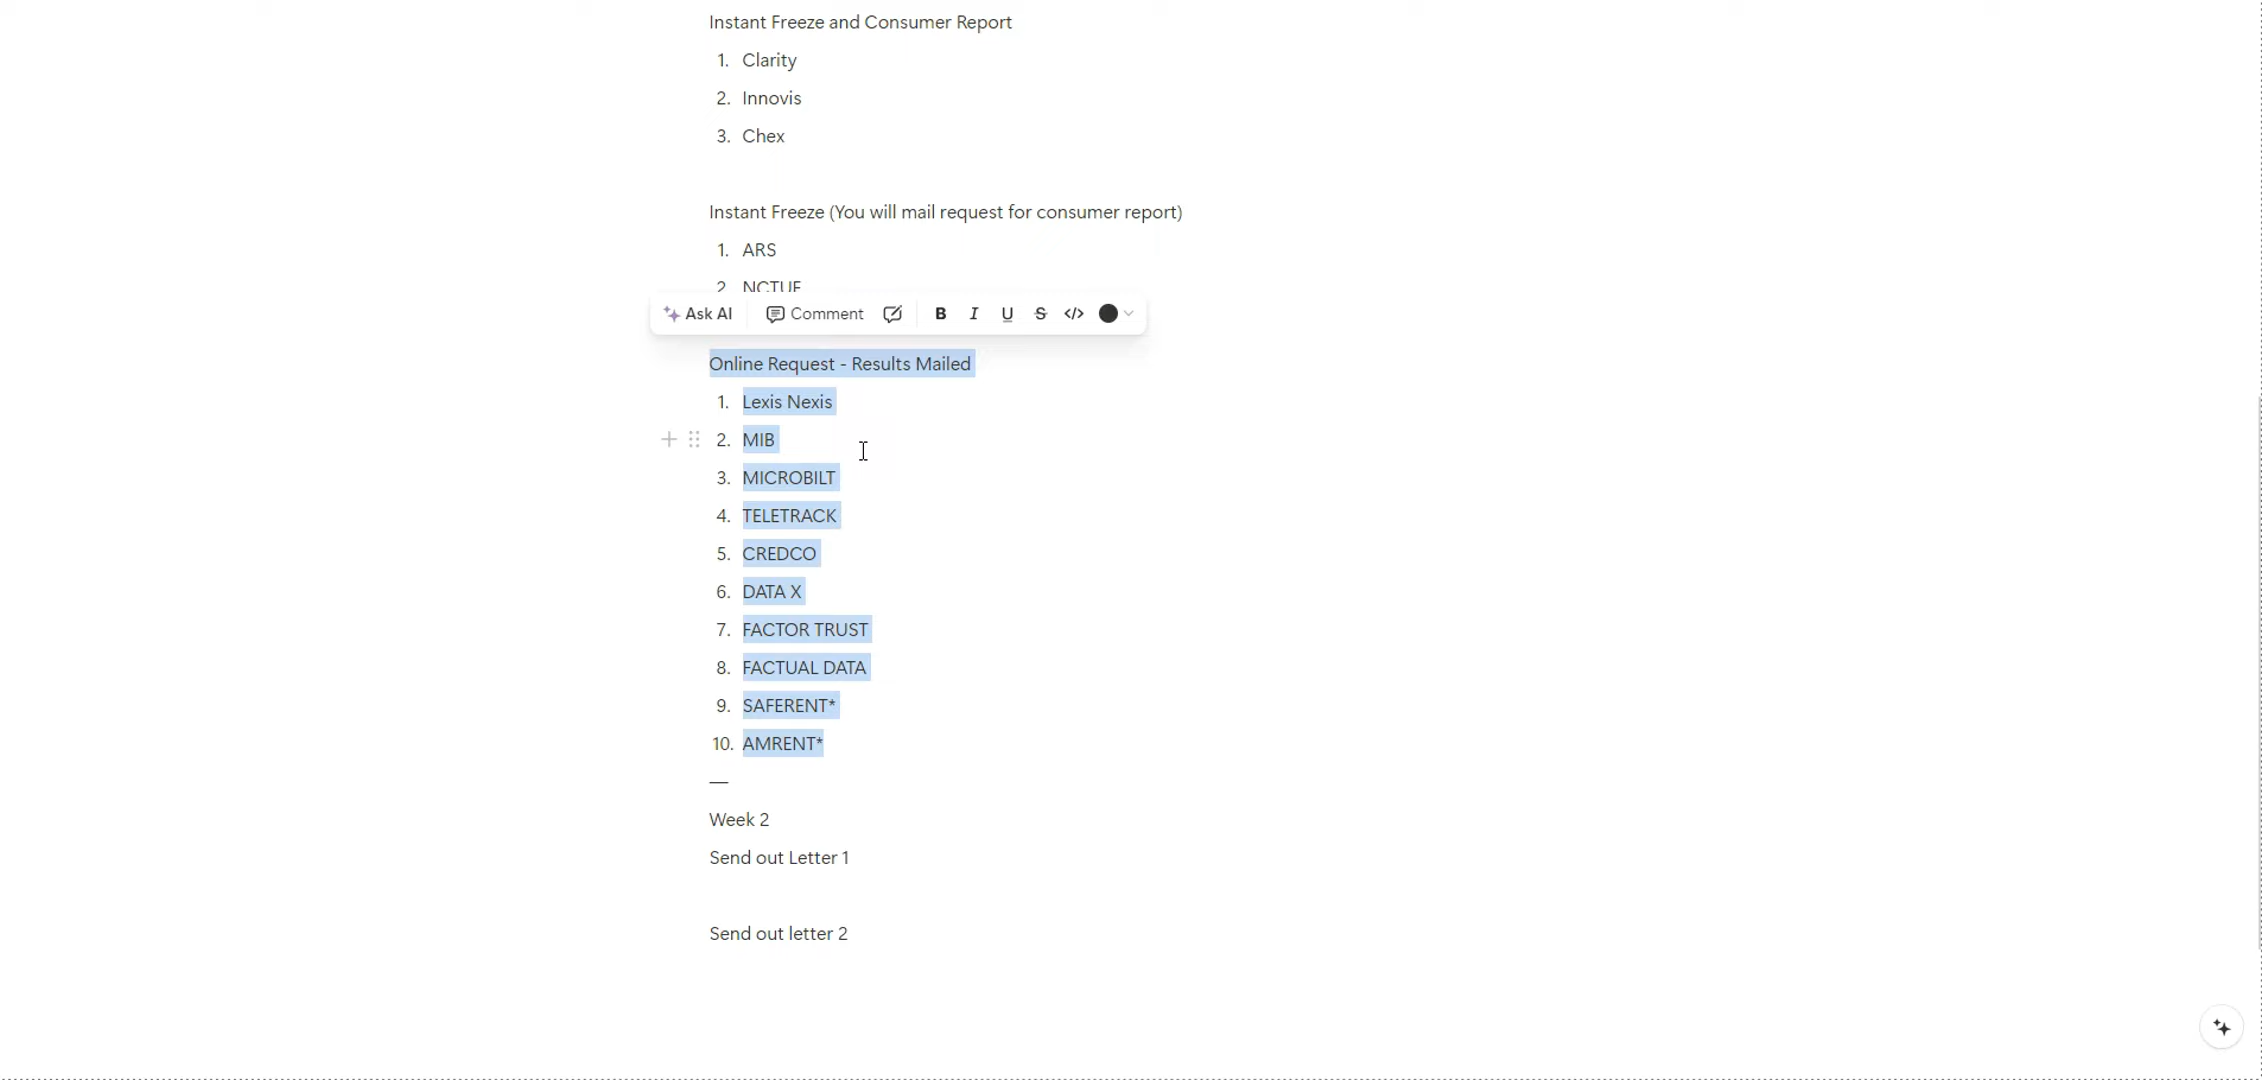 Instant Freeze and Consumer Report
1. Clarity
2. Innovis
3. Chex
Instant Freeze (You will mail request for consumer report)
1. ARS
2. NCTUE
Ask AI Comment B I U S </>
Online Request - Results Mailed
1. Lexis Nexis
2. MIB
3. MICROBILT
4. TELETRACK
5. CREDCO
6. DATA X
7. FACTOR TRUST
8. FACTUAL DATA
9. SAFERENT*
10. AMRENT*
—
Week 2
Send out Letter 1
Send out letter 2